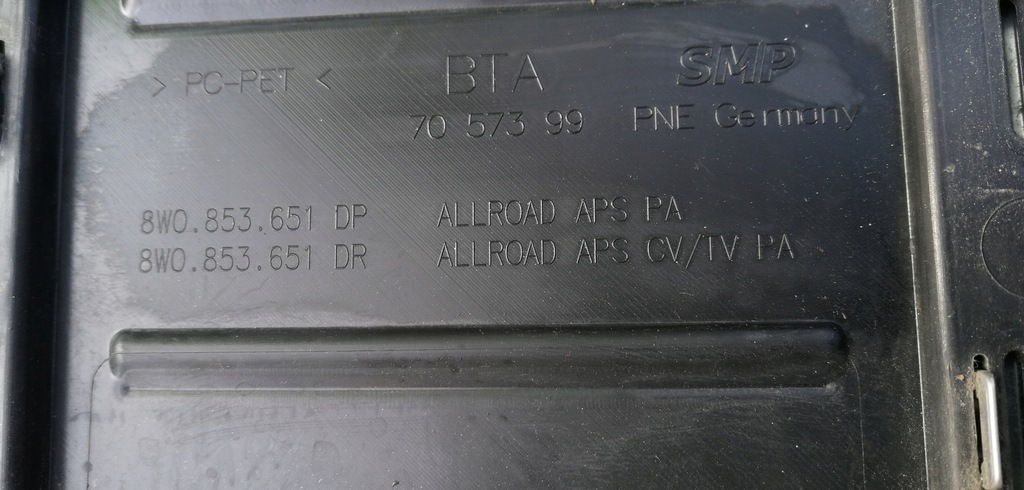 > PC-PET <
BTA
SMP
70 573 99
PNE Germany
8W0.853.651 DP ALLROAD APS PA
8W0.853.651 DR ALLROAD APS CV/TV PA